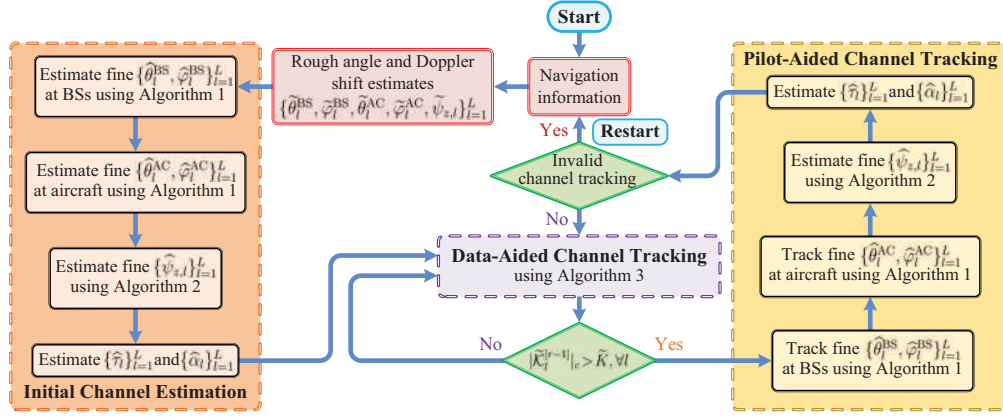 Start
Navigation
information
Rough angle and Doppler
shift estimates
{θ̃_l^BS, φ̃_l^BS, θ̃_l^AC, φ̃_l^AC, ψ̃_{z,l}}_{l=1}^L
Estimate fine {θ̂_l^BS, φ̂_l^BS}_{l=1}^L
at BSs using Algorithm 1
Estimate fine {θ̂_l^AC, φ̂_l^AC}_{l=1}^L
at aircraft using Algorithm 1
Estimate fine {ψ̂_{z,l}}_{l=1}^L
using Algorithm 2
Estimate {τ̂_l}_{l=1}^L and {α̂_l}_{l=1}^L
Initial Channel Estimation
Yes
Restart
Invalid
channel tracking
No
Data-Aided Channel Tracking
using Algorithm 3
No
|K̃_l^{[r-1]}|_c > K̃, ∀l
Yes
Pilot-Aided Channel Tracking
Estimate {τ̂_l}_{l=1}^L and {α̂_l}_{l=1}^L
Estimate fine {ψ̂_{z,l}}_{l=1}^L
using Algorithm 2
Track fine {θ̂_l^AC, φ̂_l^AC}_{l=1}^L
at aircraft using Algorithm 1
Track fine {θ̂_l^BS, φ̂_l^BS}_{l=1}^L
at BSs using Algorithm 1